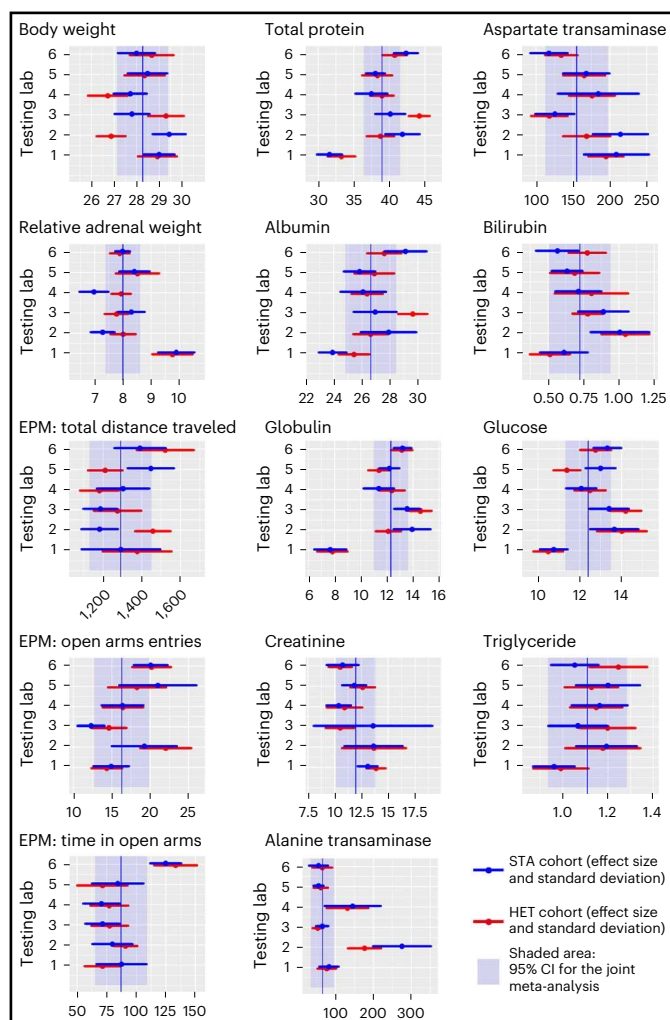 Body weight
Testing lab
6
5
4
3
2
1
26 27 28 29 30
Total protein
Testing lab
6
5
4
3
2
1
30 35 40 45
Aspartate transaminase
Testing lab
6
5
4
3
2
1
100 150 200 250
Relative adrenal weight
Testing lab
6
5
4
3
2
1
7 8 9 10
Albumin
Testing lab
6
5
4
3
2
1
22 24 26 28 30
Bilirubin
Testing lab
6
5
4
3
2
1
0.50 0.75 1.00 1.25
EPM: total distance traveled
Testing lab
6
5
4
3
2
1
1,200 1,400 1,600
Globulin
Testing lab
6
5
4
3
2
1
6 8 10 12 14 16
Glucose
Testing lab
6
5
4
3
2
1
10 12 14
EPM: open arms entries
Testing lab
6
5
4
3
2
1
10 15 20 25
Creatinine
Testing lab
6
5
4
3
2
1
7.5 10.0 12.5 15.0 17.5
Triglyceride
Testing lab
6
5
4
3
2
1
1.0 1.2 1.4
EPM: time in open arms
Testing lab
6
5
4
3
2
1
50 75 100 125 150
Alanine transaminase
Testing lab
6
5
4
3
2
1
100 200 300
STA cohort (effect size
and standard deviation)
HET cohort (effect size
and standard deviation)
Shaded area:
95% CI for the joint
meta-analysis